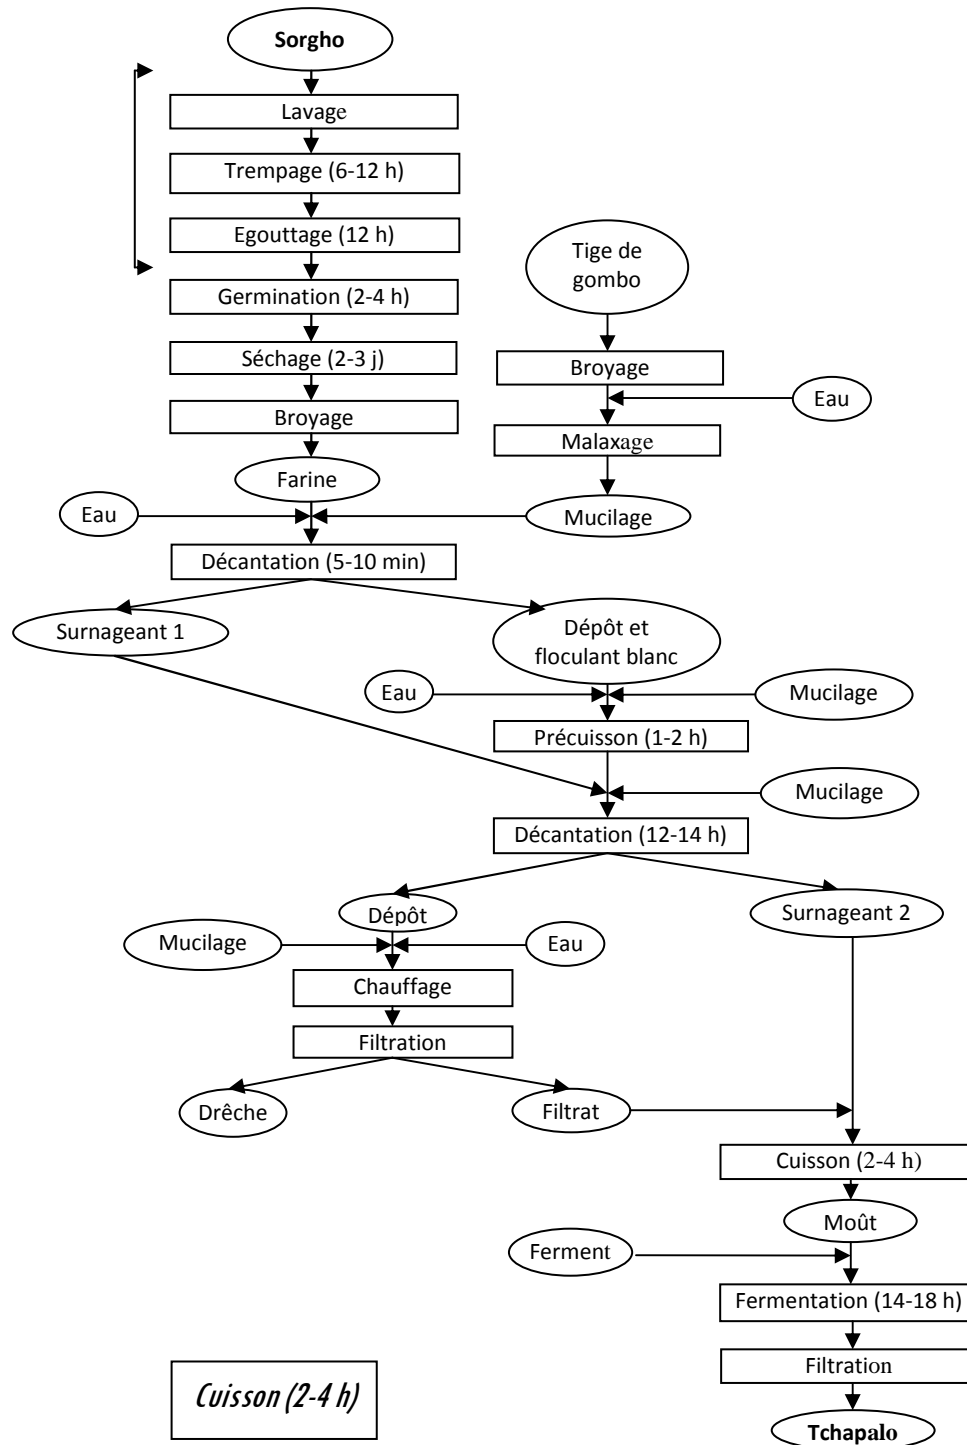 Sorgho
Lavage
Trempage (6-12 h)
Egouttage (12 h)
Germination (2-4 h)
Séchage (2-3 j)
Broyage
Farine
Tige de
gombo
Broyage
Eau
Malaxage
Mucilage
Eau
Décantation (5-10 min)
Surnageant 1
Dépôt et
floculant blanc
Eau
Mucilage
Précuisson (1-2 h)
Mucilage
Décantation (12-14 h)
Dépôt
Surnageant 2
Mucilage
Eau
Chauffage
Filtration
Drêche
Filtrat
Cuisson (2-4 h)
Moût
Ferment
Fermentation (14-18 h)
Filtration
Cuisson (2-4 h)
Tchapalo